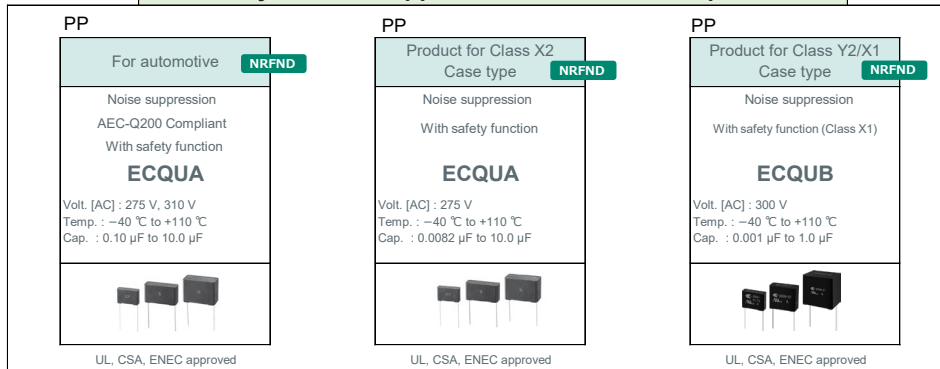 PP
For automotive
NRFND
Noise suppression
AEC-Q200 Compliant
With safety function
ECQUA
Volt. [AC] : 275 V, 310 V
Temp. : −40 ℃ to +110 ℃
Cap. : 0.10 µF to 10.0 µF
UL, CSA, ENEC approved
PP
Product for Class X2
Case type
NRFND
Noise suppression
With safety function
ECQUA
Volt. [AC] : 275 V
Temp. : −40 ℃ to +110 ℃
Cap. : 0.0082 µF to 10.0 µF
UL, CSA, ENEC approved
PP
Product for Class Y2/X1
Case type
NRFND
Noise suppression
With safety function (Class X1)
ECQUB
Volt. [AC] : 300 V
Temp. : −40 ℃ to +110 ℃
Cap. : 0.001 µF to 1.0 µF
UL, CSA, ENEC approved